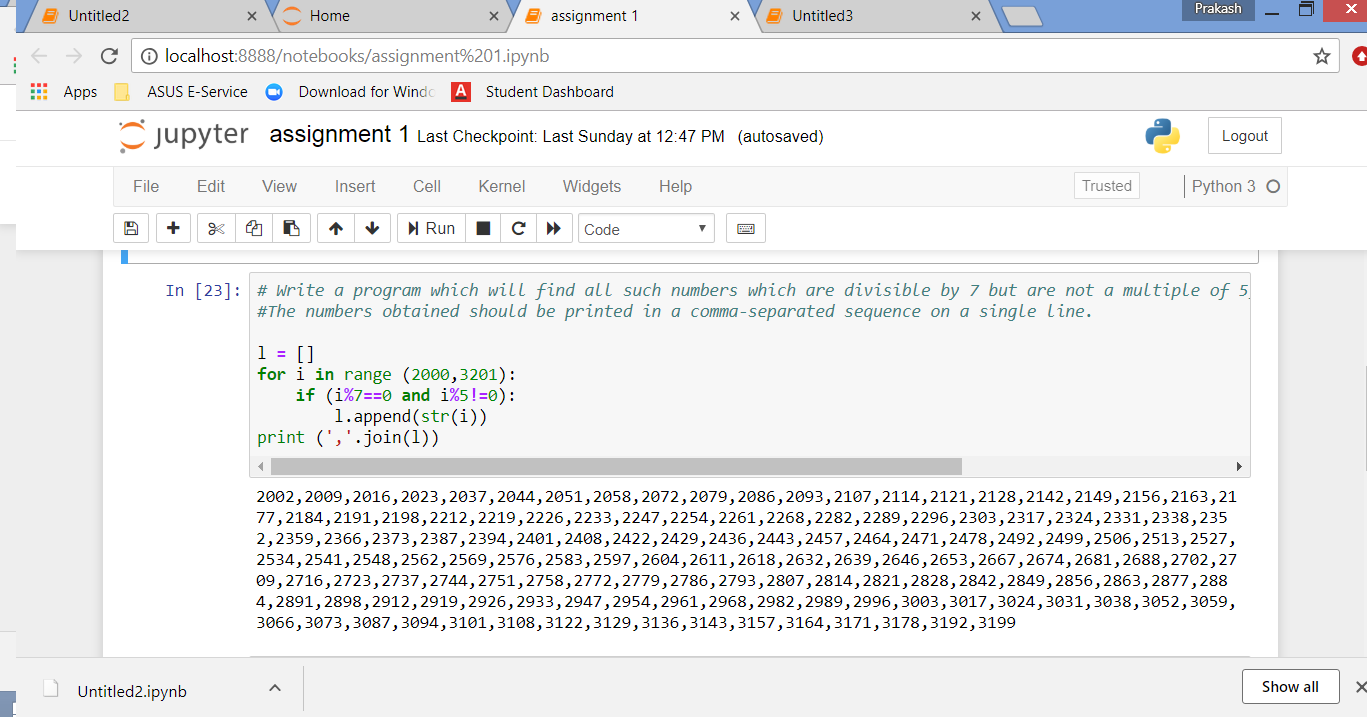 Untitled2
Home
assignment 1
Untitled3
Prakash
localhost:8888/notebooks/assignment%201.ipynb
Apps
ASUS E-Service
Download for Windo
A
Student Dashboard
jupyter
assignment 1 Last Checkpoint: Last Sunday at 12:47 PM (autosaved)
Logout
File Edit View Insert Cell Kernel Widgets Help
Trusted
Python 3
Run
Code
In [23]:
# Write a program which will find all such numbers which are divisible by 7 but are not a multiple of 5,
#The numbers obtained should be printed in a comma-separated sequence on a single line.
l = []
for i in range (2000,3201):
    if (i%7==0 and i%5!=0):
        l.append(str(i))
print (','.join(l))
2002,2009,2016,2023,2037,2044,2051,2058,2072,2079,2086,2093,2107,2114,2121,2128,2142,2149,2156,2163,21
77,2184,2191,2198,2212,2219,2226,2233,2247,2254,2261,2268,2282,2289,2296,2303,2317,2324,2331,2338,235
2,2359,2366,2373,2387,2394,2401,2408,2422,2429,2436,2443,2457,2464,2471,2478,2492,2499,2506,2513,2527,
2534,2541,2548,2562,2569,2576,2583,2597,2604,2611,2618,2632,2639,2646,2653,2667,2674,2681,2688,2702,27
09,2716,2723,2737,2744,2751,2758,2772,2779,2786,2793,2807,2814,2821,2828,2842,2849,2856,2863,2877,288
4,2891,2898,2912,2919,2926,2933,2947,2954,2961,2968,2982,2989,2996,3003,3017,3024,3031,3038,3052,3059,
3066,3073,3087,3094,3101,3108,3122,3129,3136,3143,3157,3164,3171,3178,3192,3199
Untitled2.ipynb
Show all